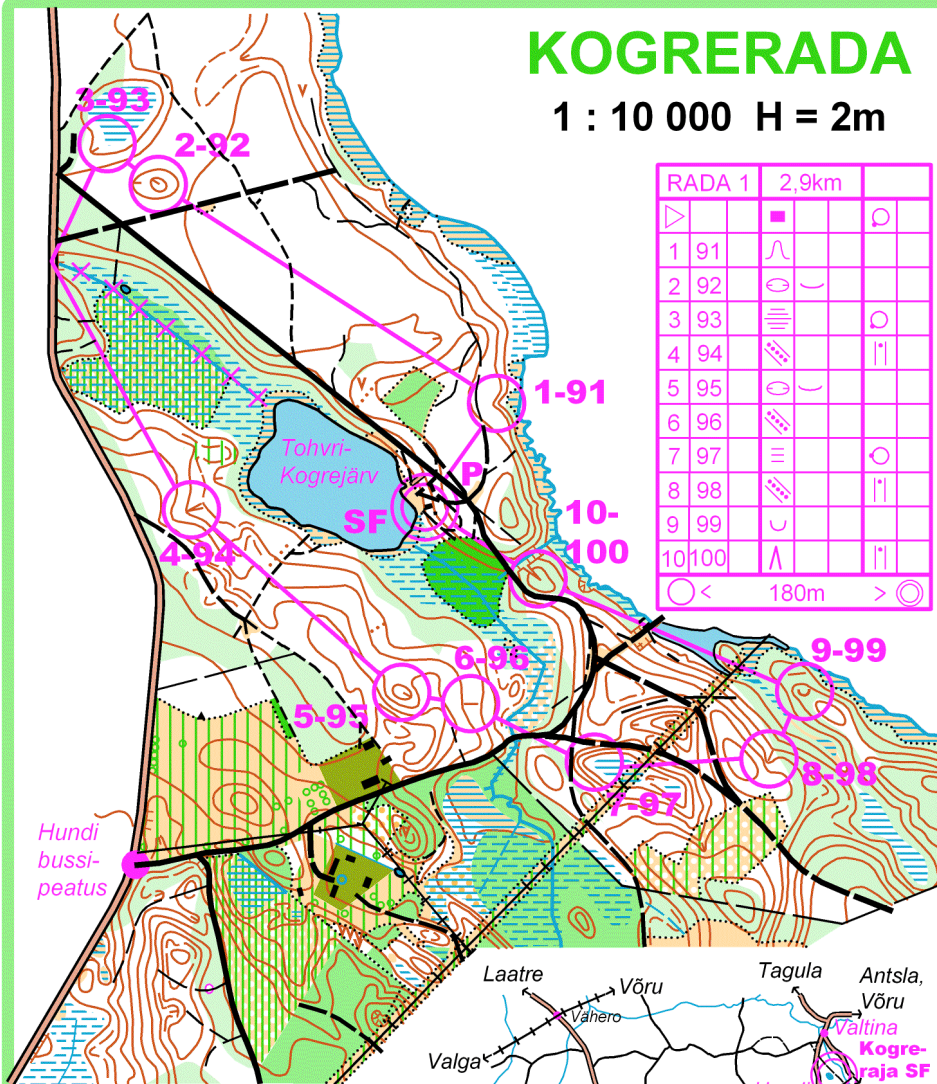 KOGRERADA
1 : 10 000 H = 2m
3-93
2-92
RADA 1 2,9km
1 91
2 92
3 93
4 94
5 95
6 96
7 97
8 98
9 99
10 100
180m
1-91
Tohvri-
Kogrejärv
P
SF
10-
100
4-94
6-96
5-95
9-99
8-98
7-97
Hundi
bussi-
peatus
Laatre
Võru
Vahero
Valga
Tagula
Antsla,
Võru
Valtina
Kogre-
raja SF